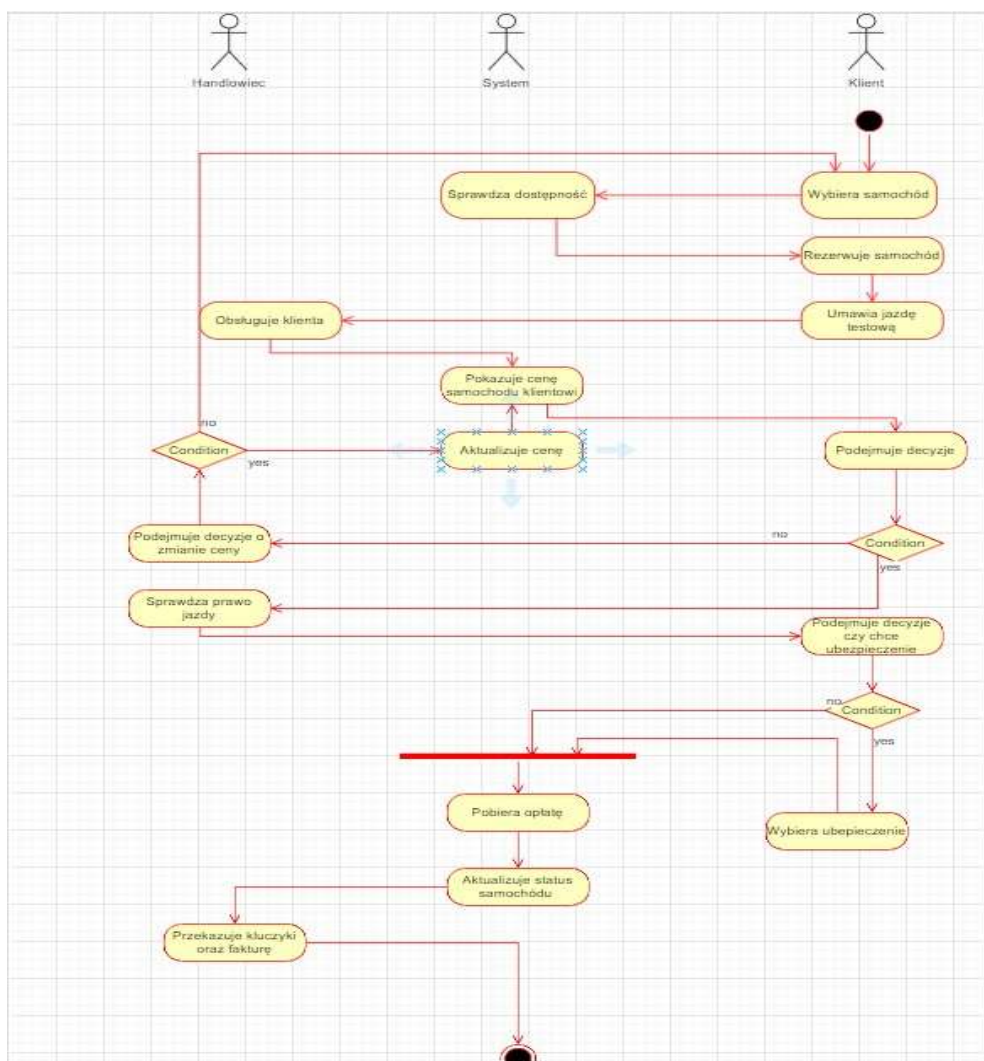 Handlowiec
System
Klient
Sprawdza dostępność
Wybiera samochód
Rezerwuje samochód
Obsługuje klienta
Umawia jazdę
testową
Pokazuje cenę
samochodu klientowi
no
Condition
yes
Aktualizuje cenę
Podejmuje decyzje
Podejmuje decyzje o
zmianie ceny
no
Condition
yes
Sprawdza prawo
jazdy
Podejmuje decyzje
czy chce
ubezpieczenie
no
Condition
yes
Pobiera opłatę
Wybiera ubepieczenie
Aktualizuje status
samochódu
Przekazuje kluczyki
oraz fakturę